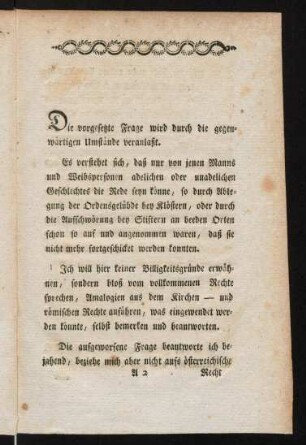 Die vorgesetzte Frage wird durch die gegen-
wärtigen Umstände veranlaßt.
Es verstehet sich, daß nur von jenen Manns
und Weibspersonen adelichen oder unadelichen
Geschlechtes die Rede seyn könne, so durch Able-
gung der Ordensgelübde bey Klöstern, oder durch
die Aufschwörung bey Stiftern an beeden Orten
schon so auf und angenommen waren, daß sie
nicht mehr fortgeschicket werden konnten.
Ich will hier keiner Billigkeitsgründe erwäh-
nen, sondern bloß vom vollkommenen Rechte
sprechen, Analogien aus dem Kirchen — und
römischen Rechte anführen, was eingewendet wer-
den könnte, selbst bemerken und beantworten.
Die aufgeworfene Frage beantworte ich be-
jahend, beziehe mich aber nicht aufs österreichische
A 2 Recht